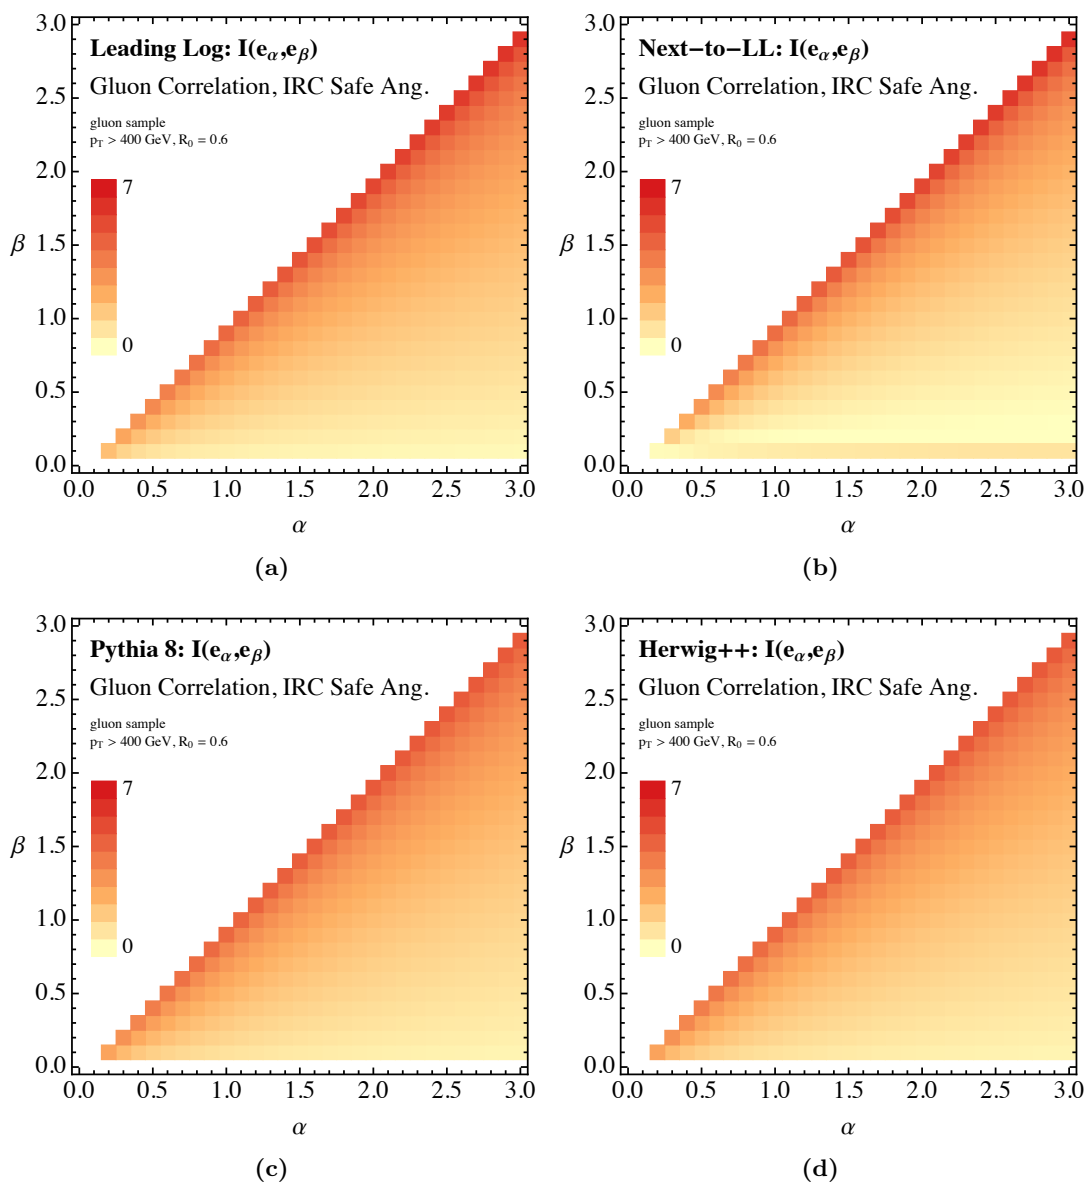 3.0
Leading Log: I(eα,eβ)
Gluon Correlation, IRC Safe Ang.
2.5
gluon sample
pT > 400 GeV, R0 = 0.6
2.0
7
β 1.5
1.0
0
0.5
0.0
0.0 0.5 1.0 1.5 2.0 2.5 3.0
α
(a)
3.0
Next-to-LL: I(eα,eβ)
Gluon Correlation, IRC Safe Ang.
2.5
gluon sample
pT > 400 GeV, R0 = 0.6
2.0
7
β 1.5
1.0
0
0.5
0.0
0.0 0.5 1.0 1.5 2.0 2.5 3.0
α
(b)
3.0
Pythia 8: I(eα,eβ)
Gluon Correlation, IRC Safe Ang.
2.5
gluon sample
pT > 400 GeV, R0 = 0.6
2.0
7
β 1.5
1.0
0
0.5
0.0
0.0 0.5 1.0 1.5 2.0 2.5 3.0
α
(c)
3.0
Herwig++: I(eα,eβ)
Gluon Correlation, IRC Safe Ang.
2.5
gluon sample
pT > 400 GeV, R0 = 0.6
2.0
7
β 1.5
1.0
0
0.5
0.0
0.0 0.5 1.0 1.5 2.0 2.5 3.0
α
(d)